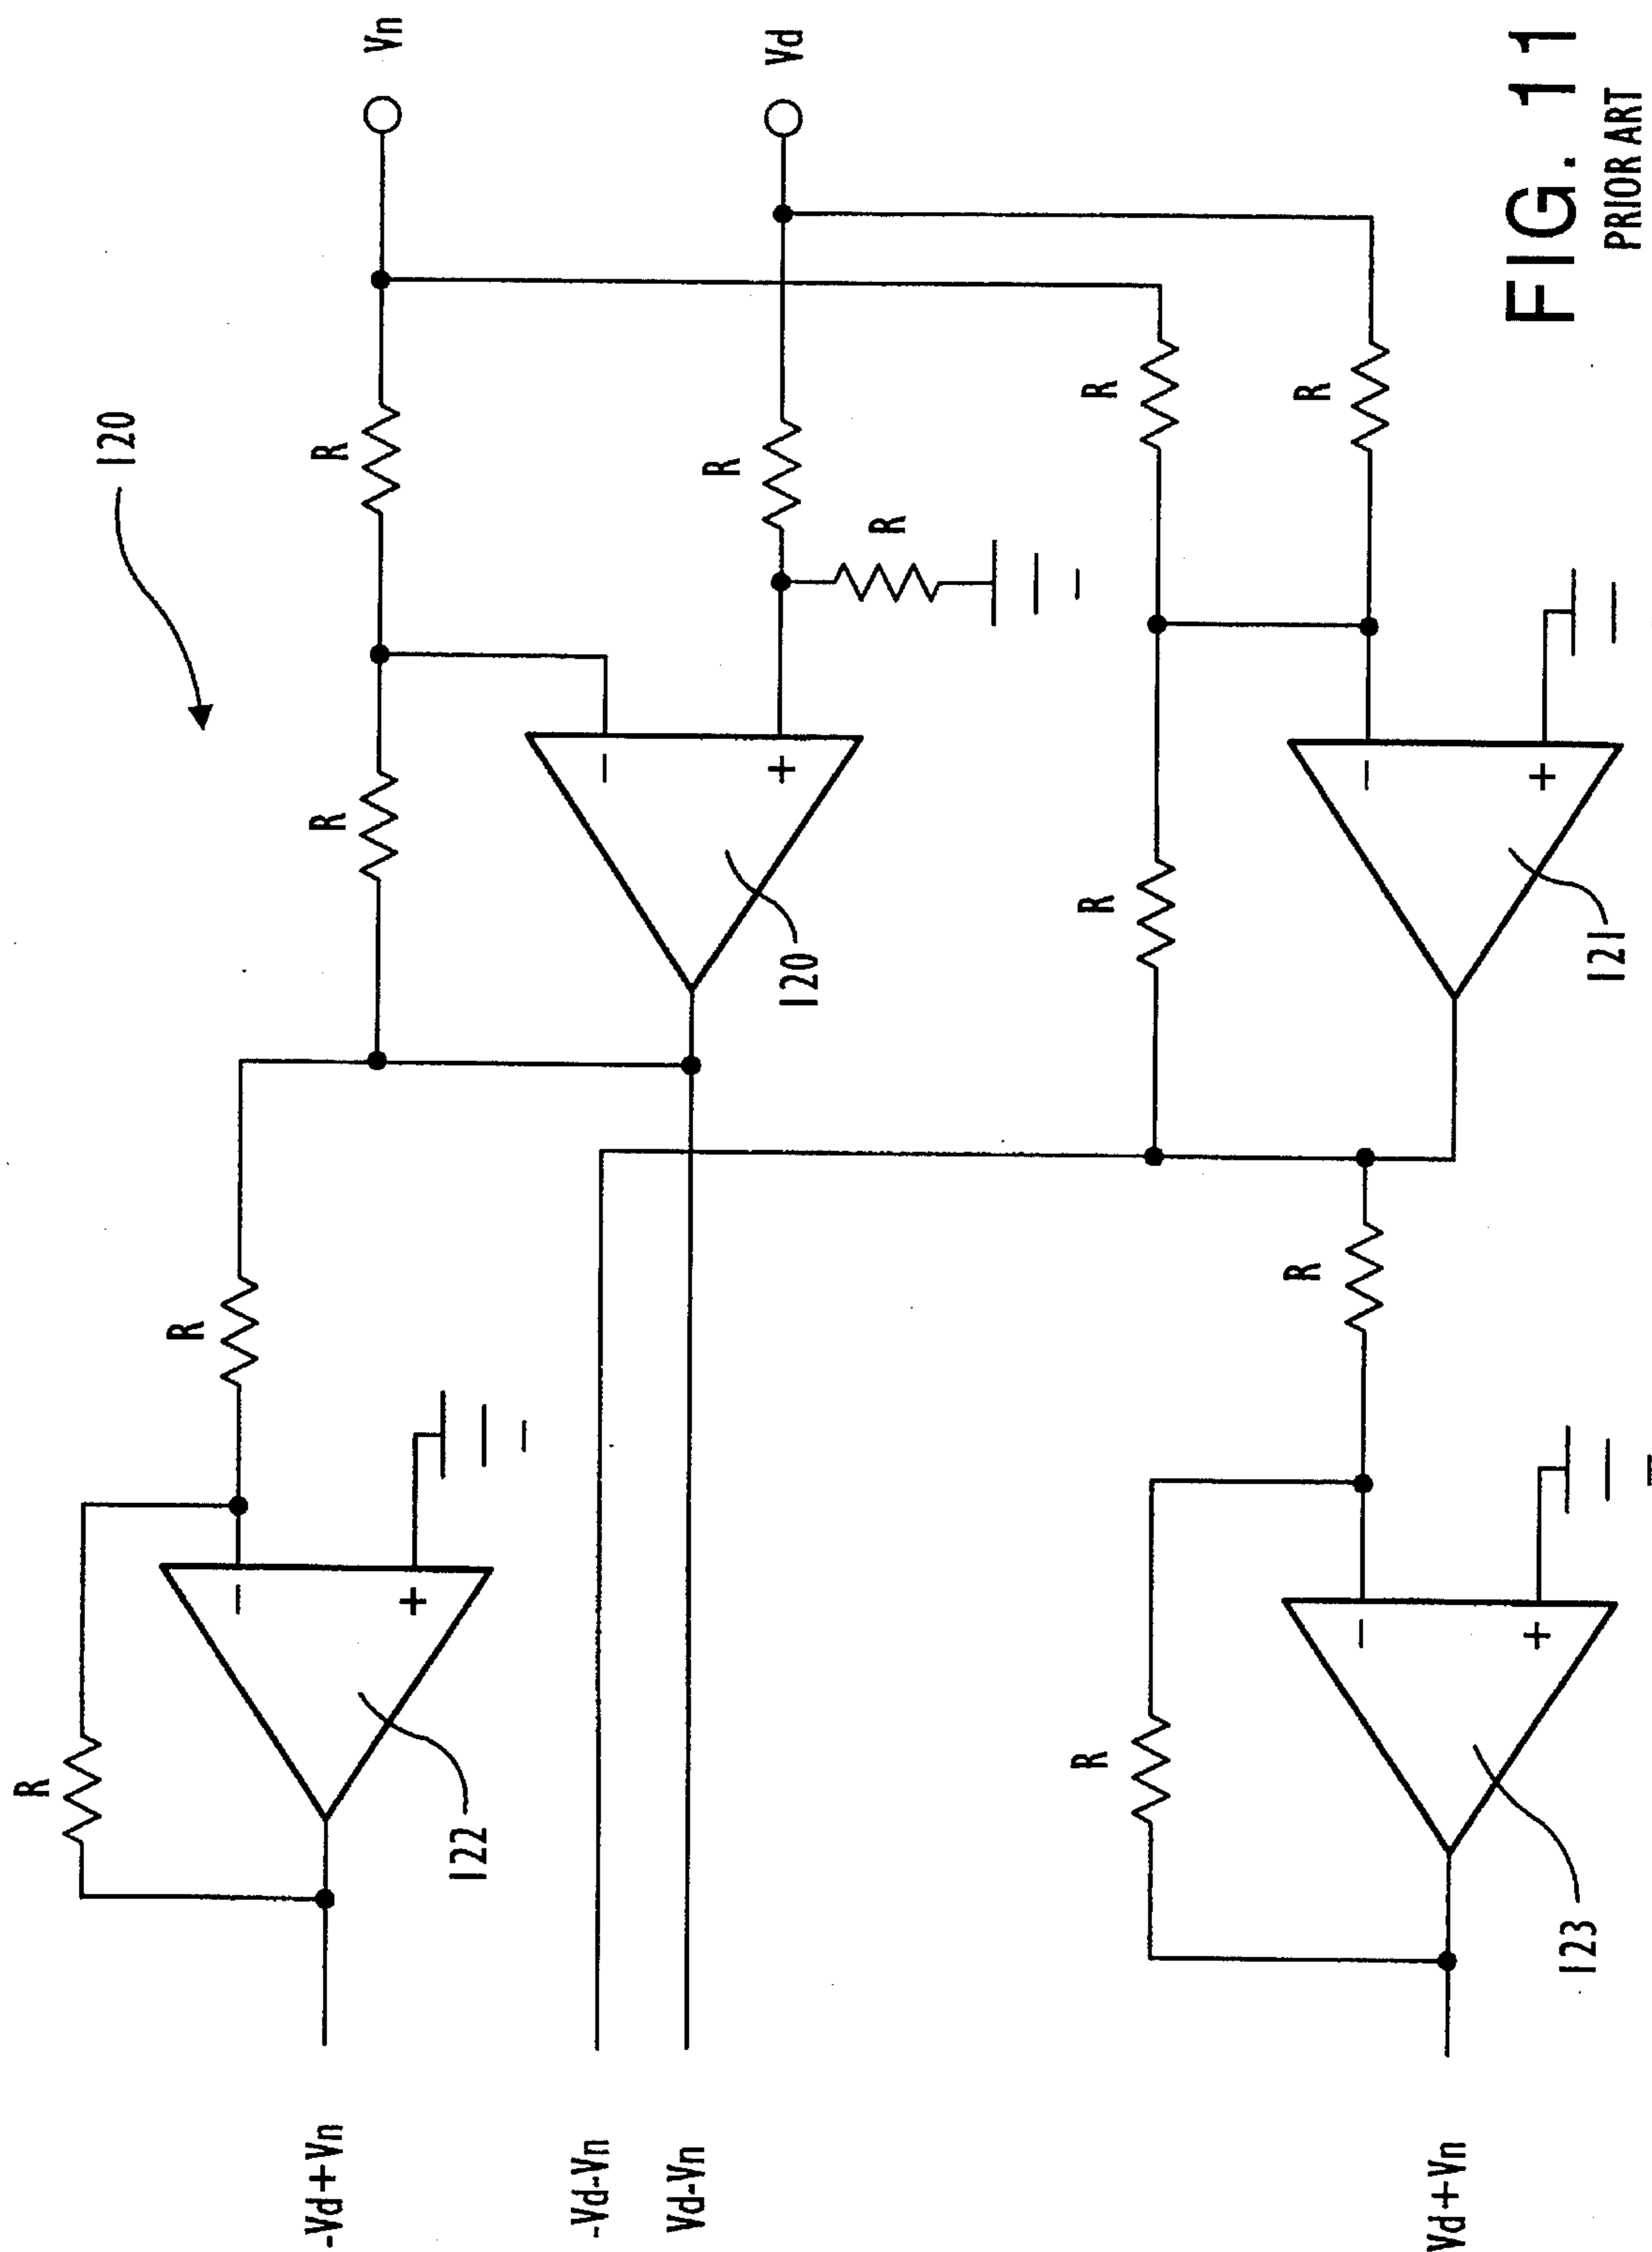 120
Vn
Vd
R
R
R
R
R
R
R
R
R
R
R
-
+
-
+
-
+
-
+
120
121
122
123
-Vd+Vn
-Vd-Vn
Vd-Vn
Vd+Vn
FIG. 11
PRIOR ART